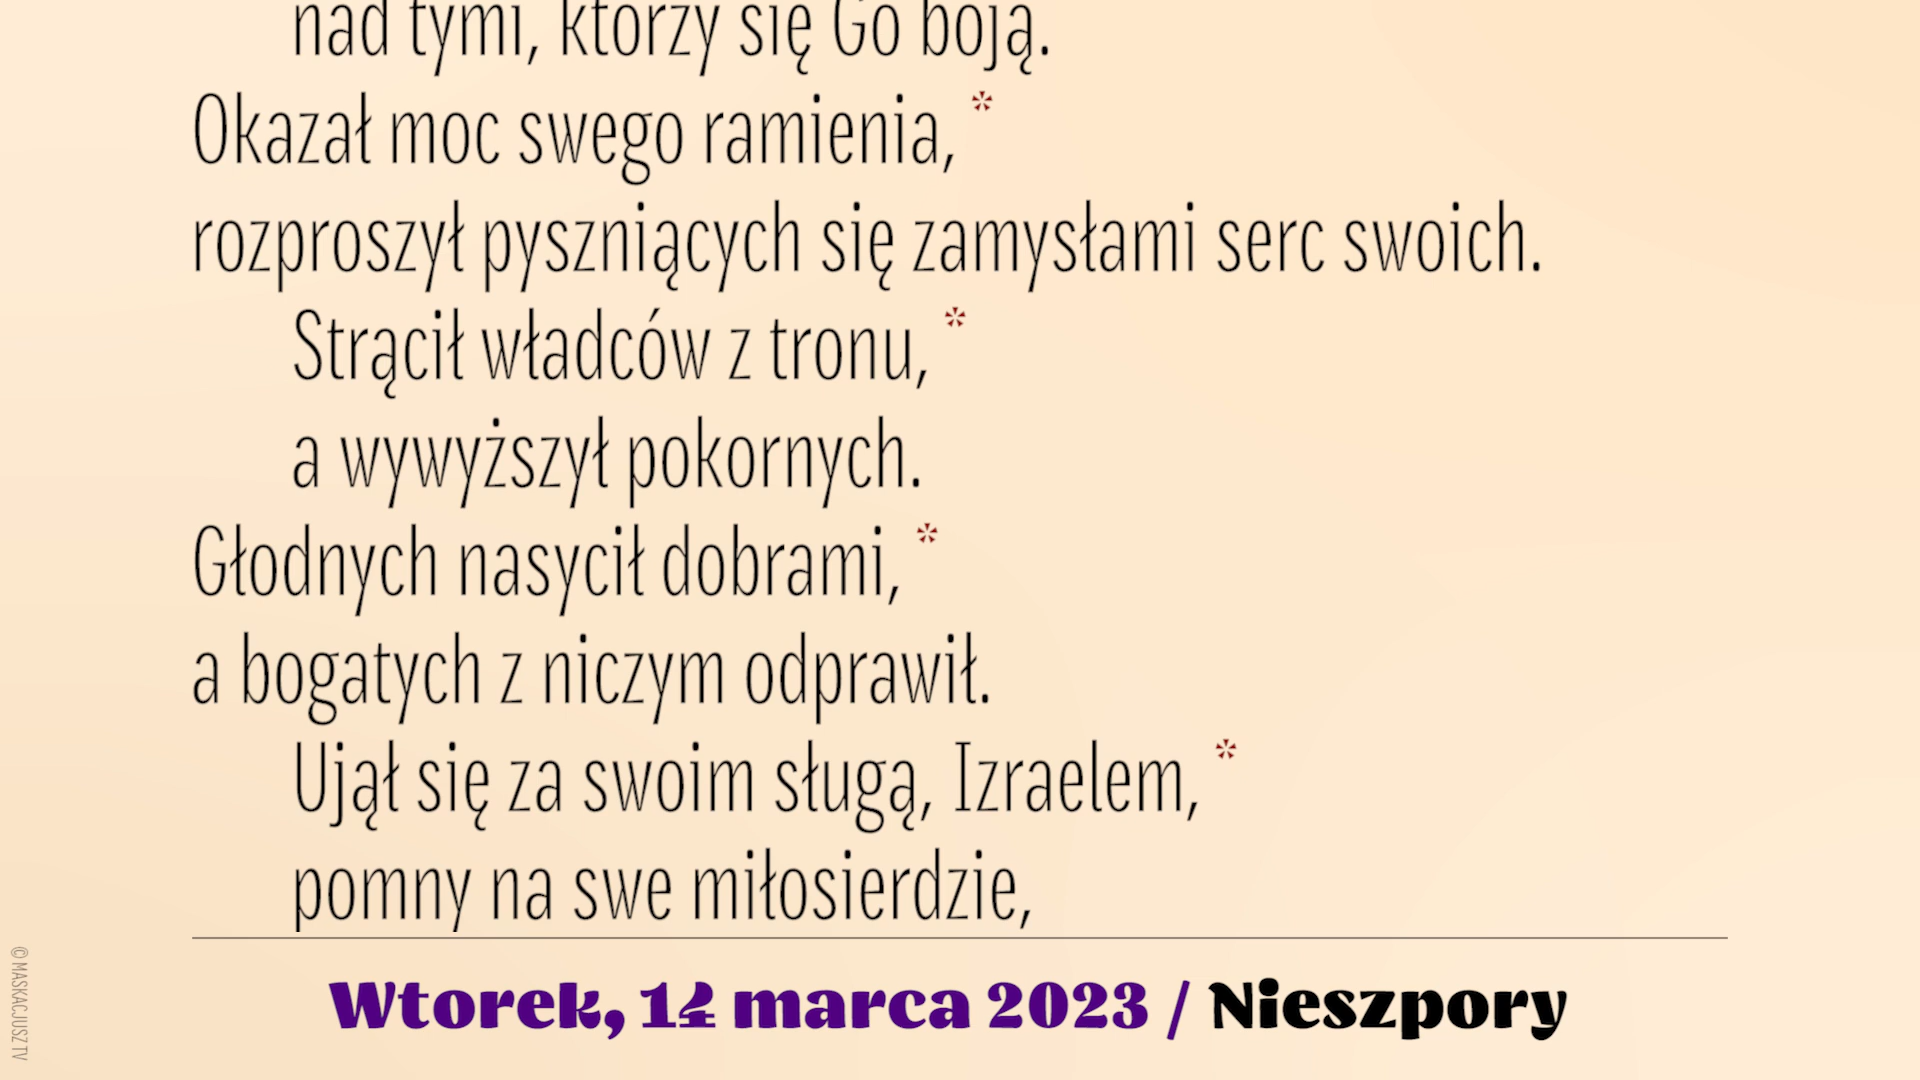 nad tymi, którzy się Go boją.
Okazał moc swego ramienia, *
rozproszył pyszniących się zamysłami serc swoich.
Strącił władców z tronu, *
a wywyższył pokornych.
Głodnych nasycił dobrami, *
a bogatych z niczym odprawił.
Ujął się za swoim sługą, Izraelem, *
pomny na swe miłosierdzie,
Wtorek, 14 marca 2023 / Nieszpory
© MASKACJUSZ TV